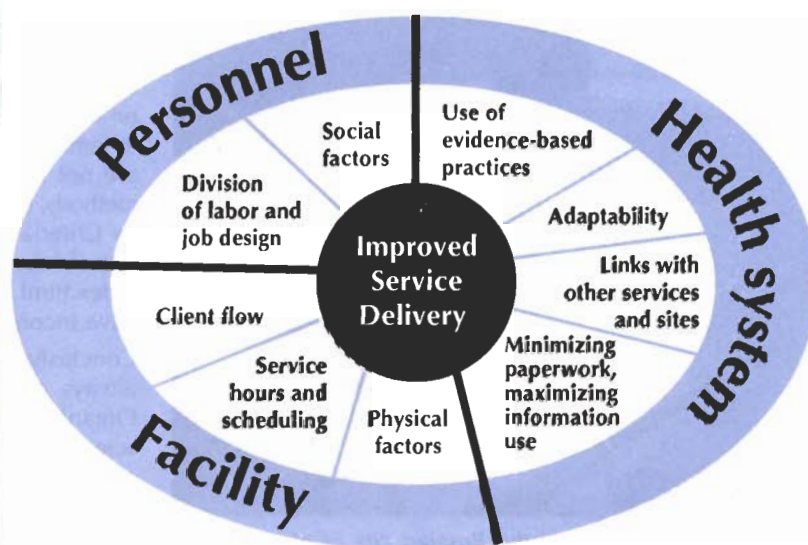 Personnel
Social
factors
Division
of labor and
job design
Health system
Use of
evidence-based
practices
Adaptability
Links with
other services
and sites
Minimizing
paperwork,
maximizing
information
use
Improved
Service
Delivery
Facility
Client flow
Service
hours and
scheduling
Physical
factors